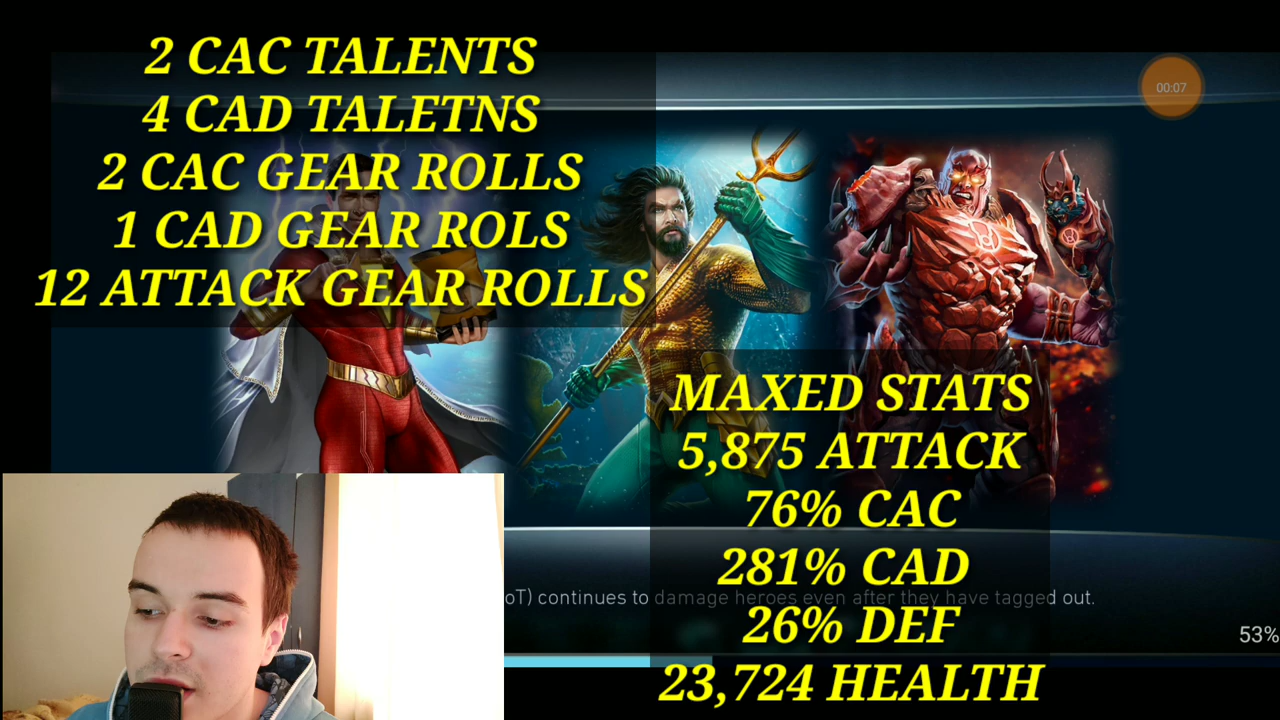 2 CAC TALENTS
4 CAD TALETNS
2 CAC GEAR ROLLS
1 CAD GEAR ROLS
12 ATTACK GEAR ROLLS
00:07
MAXED STATS
5,875 ATTACK
76% CAC
281% CAD
oT) continues to damage heroes even after they have tagged out.
26% DEF
53%
23,724 HEALTH